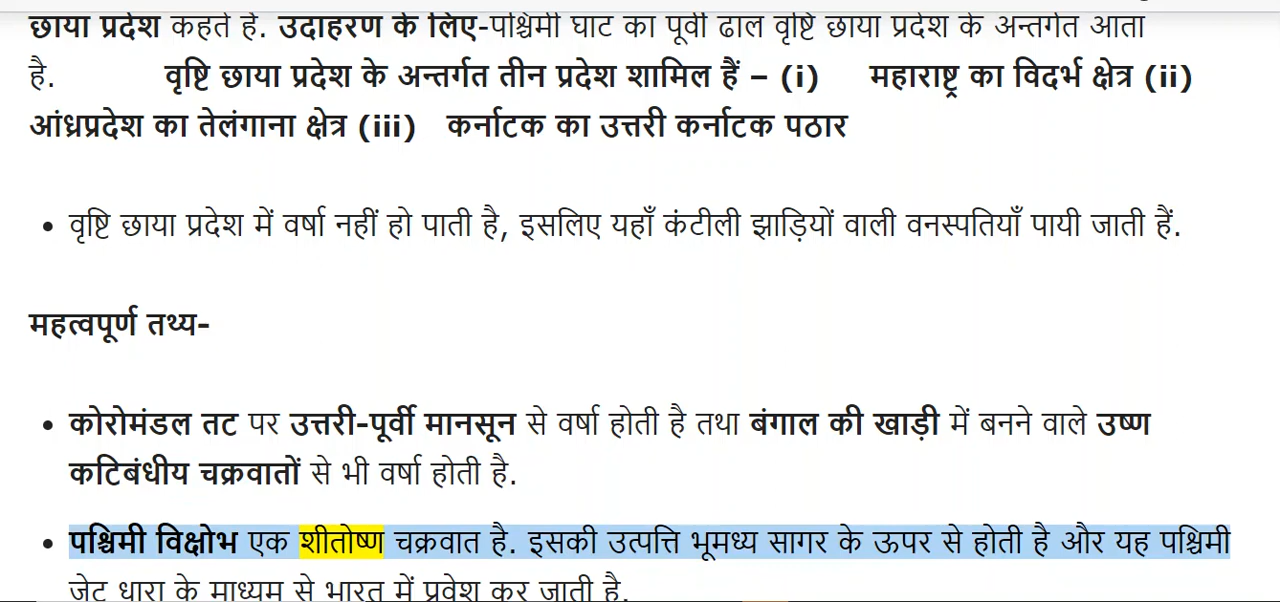 छाया प्रदेश कहते हैं. उदाहरण के लिए-पश्चिमी घाट का पूर्वी ढाल वृष्टि छाया प्रदेश के अन्तर्गत आता
है. वृष्टि छाया प्रदेश के अन्तर्गत तीन प्रदेश शामिल हैं – (i) महाराष्ट्र का विदर्भ क्षेत्र (ii)
आंध्रप्रदेश का तेलंगाना क्षेत्र (iii) कर्नाटक का उत्तरी कर्नाटक पठार
• वृष्टि छाया प्रदेश में वर्षा नहीं हो पाती है, इसलिए यहाँ कंटीली झाड़ियों वाली वनस्पतियाँ पायी जाती हैं.
महत्वपूर्ण तथ्य-
• कोरोमंडल तट पर उत्तरी-पूर्वी मानसून से वर्षा होती है तथा बंगाल की खाड़ी में बनने वाले उष्ण
कटिबंधीय चक्रवातों से भी वर्षा होती है.
• पश्चिमी विक्षोभ एक शीतोष्ण चक्रवात है. इसकी उत्पत्ति भूमध्य सागर के ऊपर से होती है और यह पश्चिमी
जेट धारा के माध्यम से भारत में प्रवेश कर जाती है.